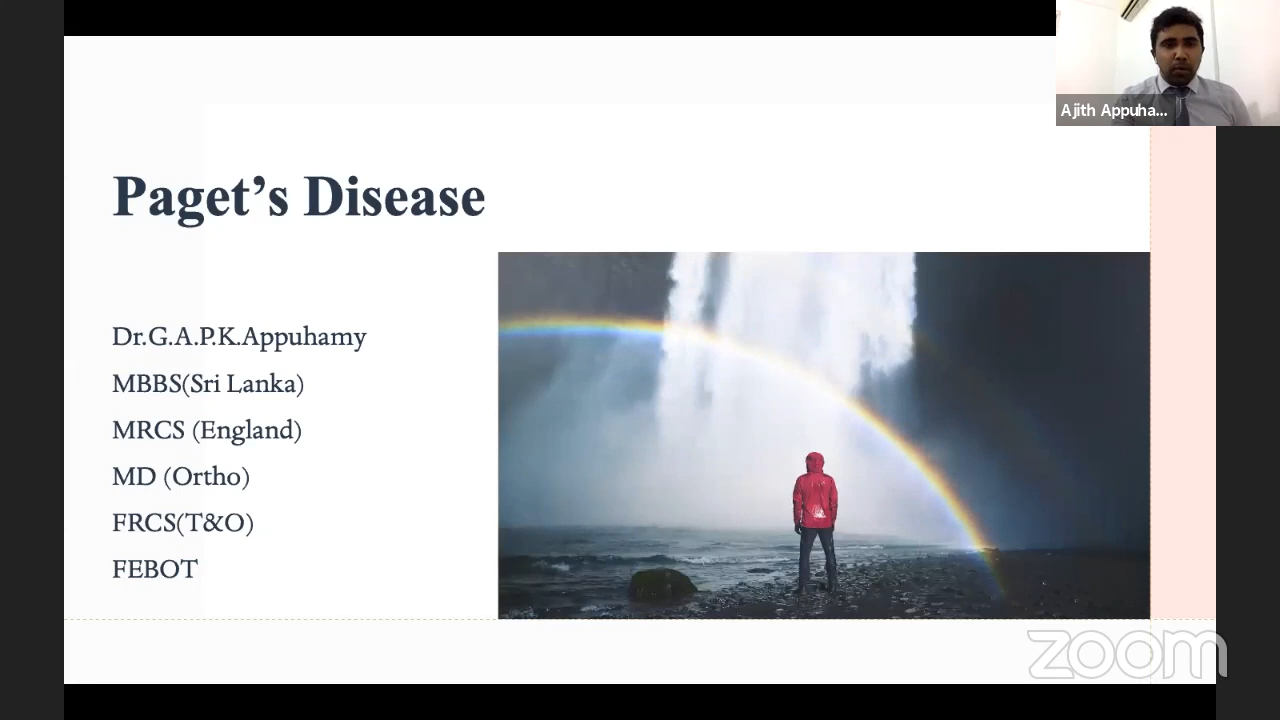 Ajith Appuha...
Paget’s Disease
Dr.G.A.P.K.Appuhamy
MBBS(Sri Lanka)
MRCS (England)
MD (Ortho)
FRCS(T&O)
FEBOT
zoom